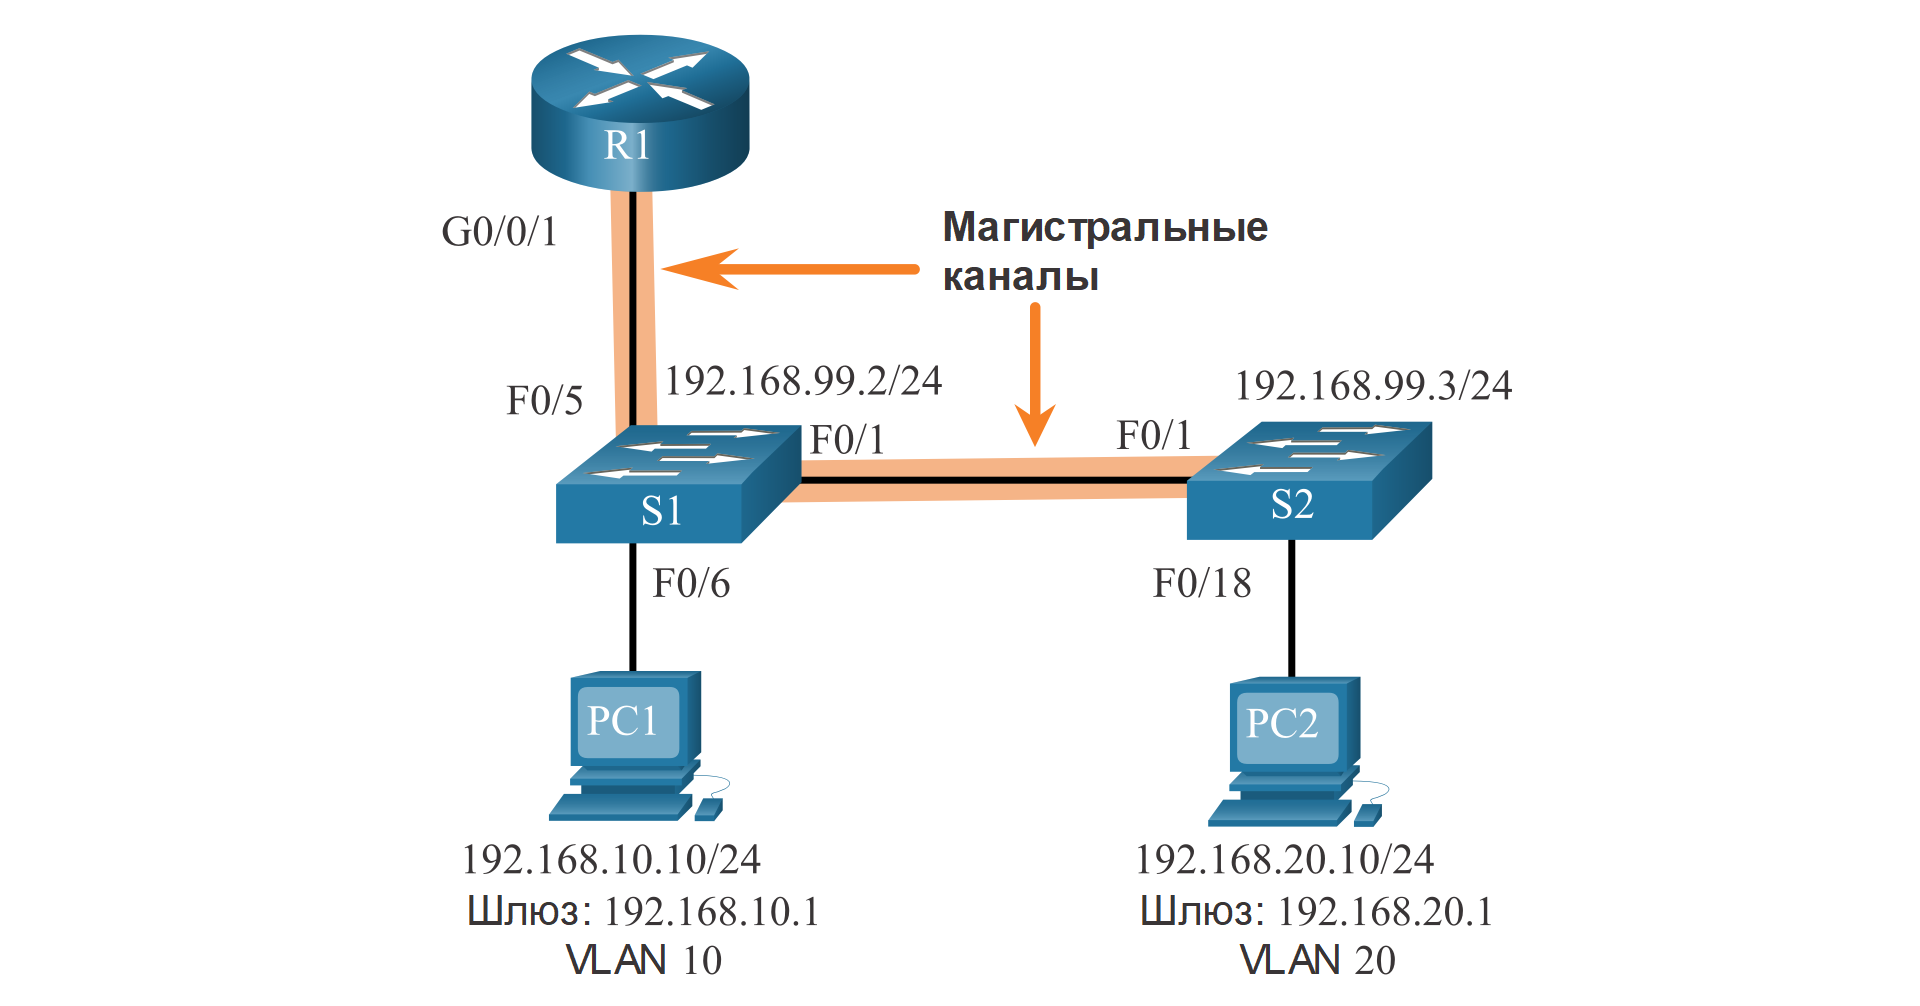 R1
G0/0/1
Магистральные
каналы
F0/5
192.168.99.2/24
192.168.99.3/24
F0/1
F0/1
S1
S2
F0/6
F0/18
PC1
PC2
192.168.10.10/24
Шлюз: 192.168.10.1
VLAN 10
192.168.20.10/24
Шлюз: 192.168.20.1
VLAN 20